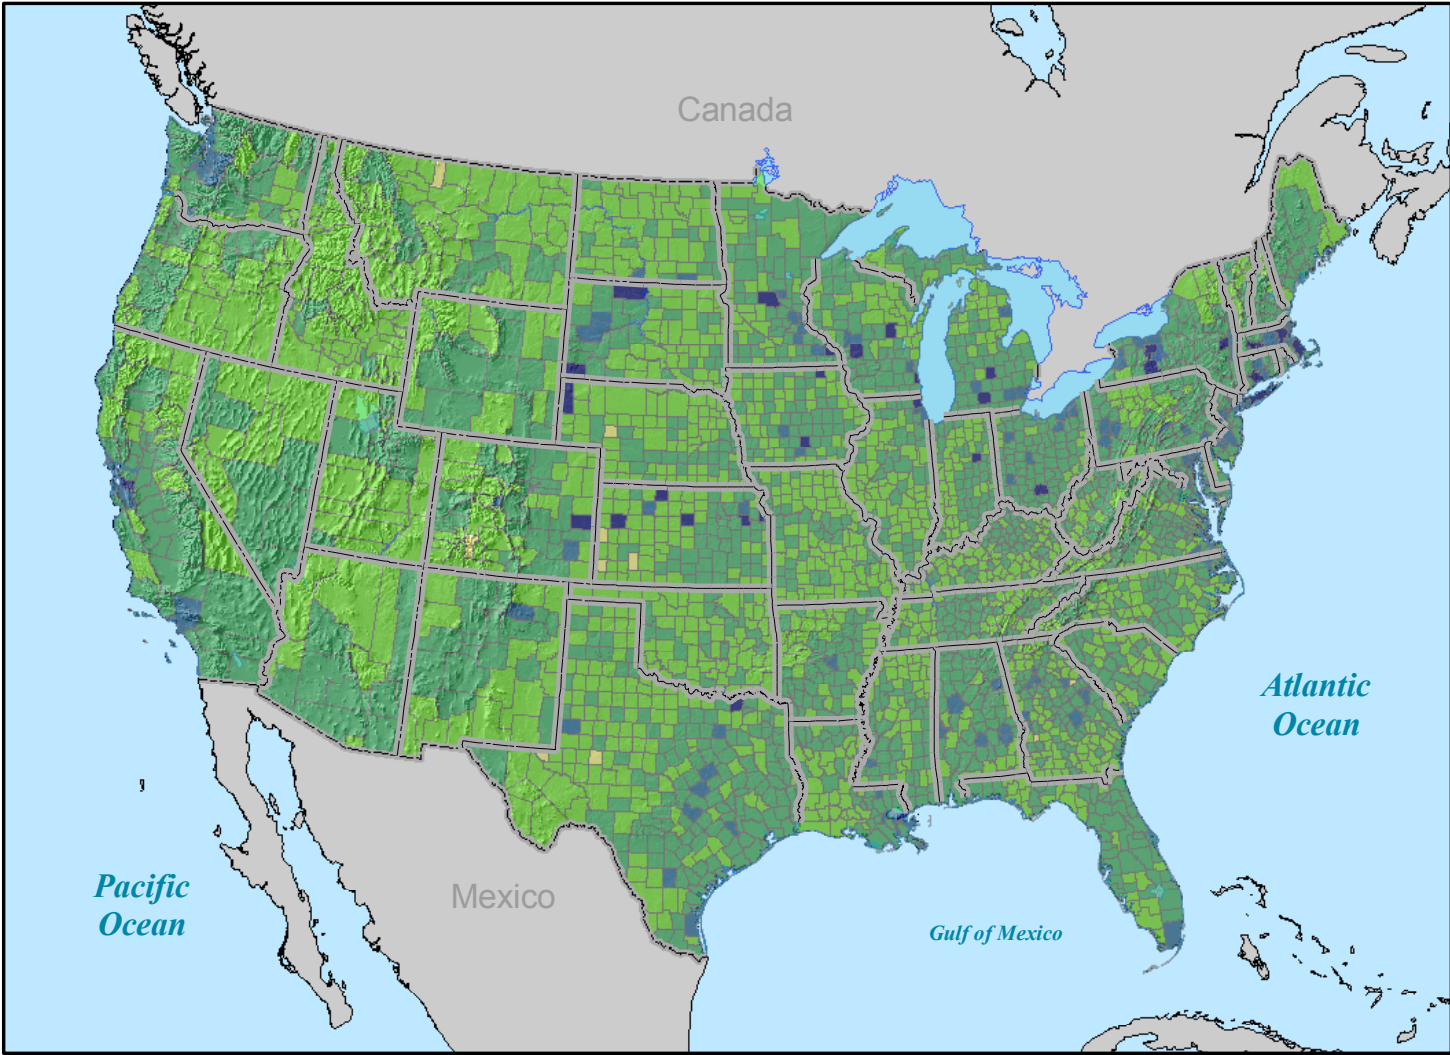 Canada
Atlantic
Ocean
Pacific
Ocean
Mexico
Gulf of Mexico